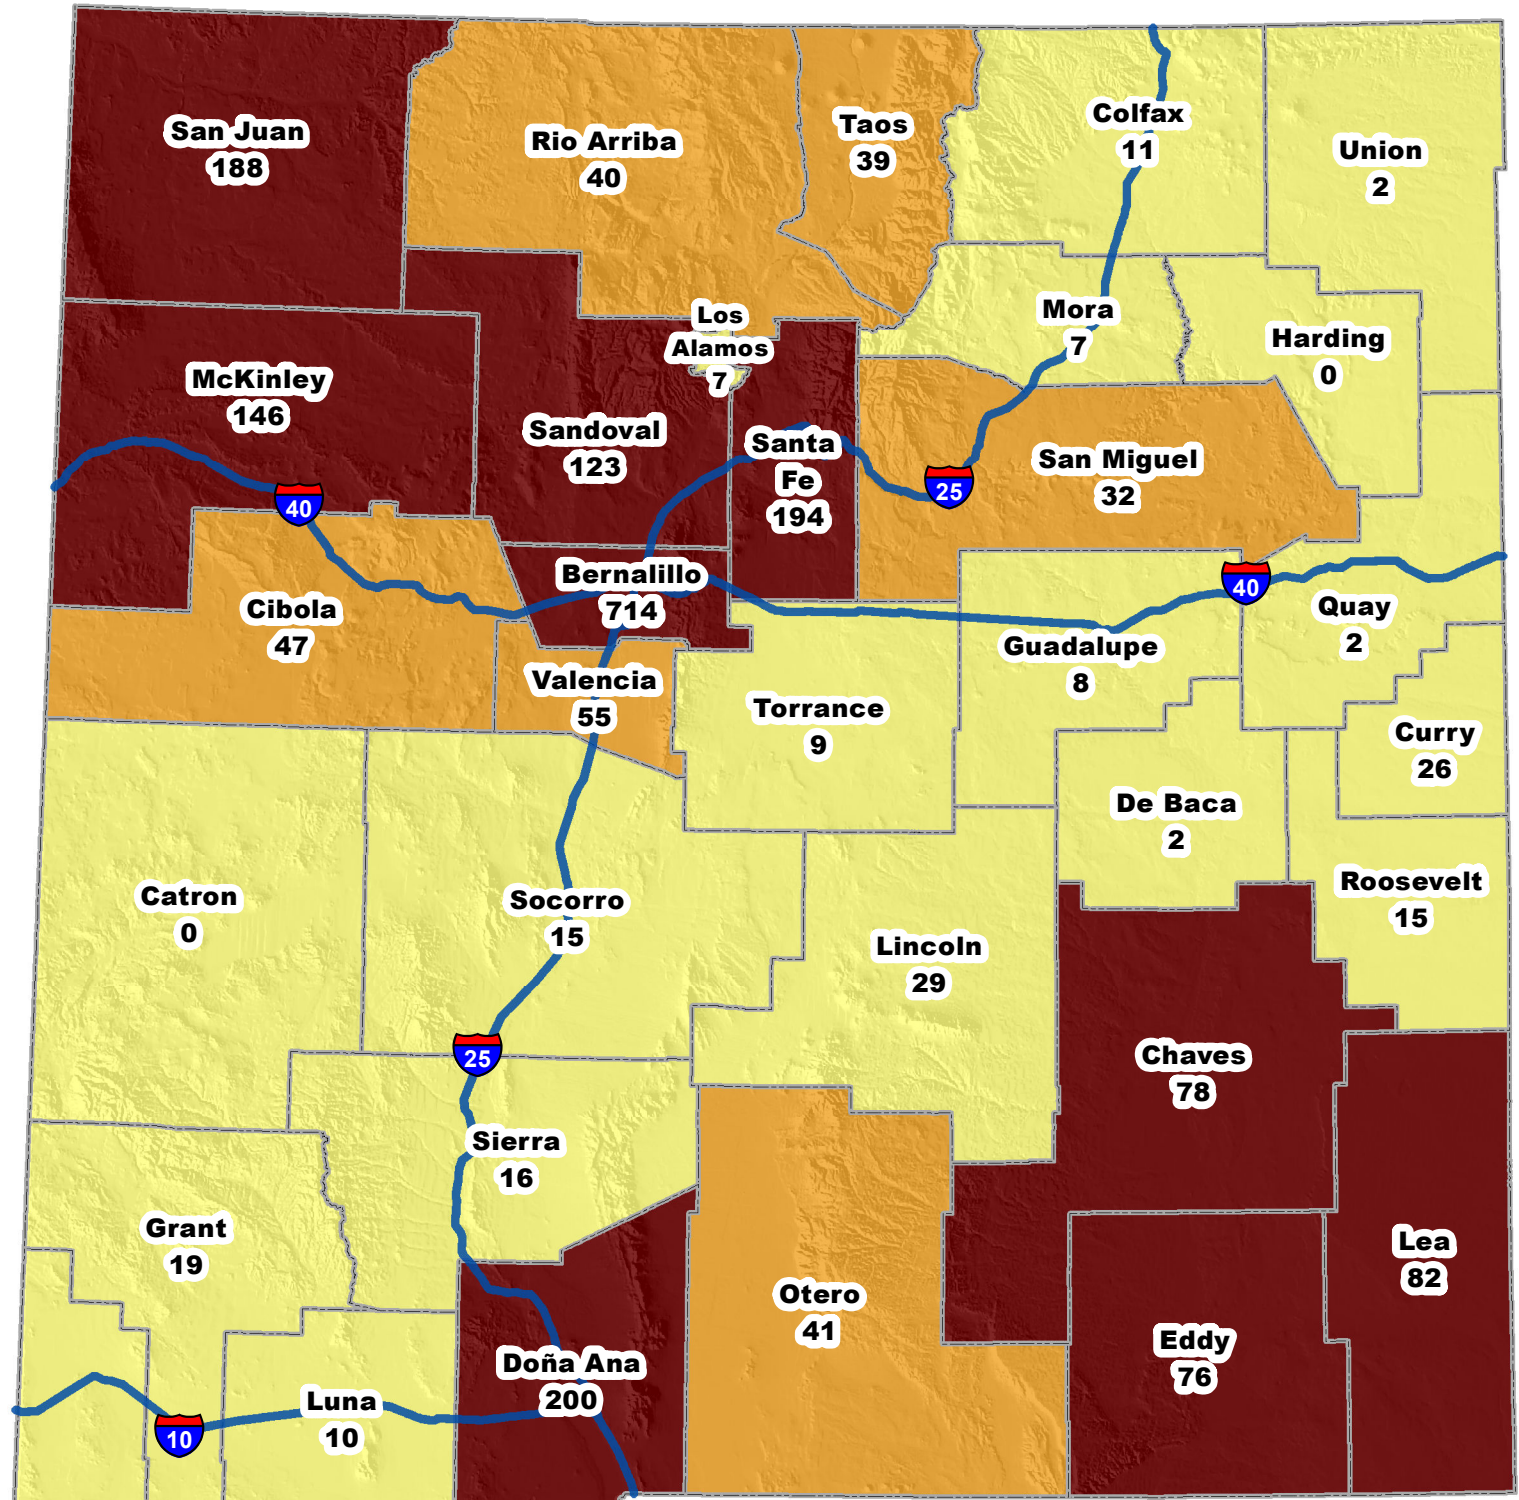 San Juan
188
Rio Arriba
40
Taos
39
Colfax
11
Union
2
Los
Alamos
7
Mora
7
Harding
0
McKinley
146
Sandoval
123
Santa
Fe
194
San Miguel
32
25
40
40
Bernalillo
714
Cibola
47
Valencia
55
Torrance
9
Guadalupe
8
Quay
2
Curry
26
De Baca
2
Roosevelt
15
Catron
0
Socorro
15
Lincoln
29
25
Chaves
78
Sierra
16
Grant
19
Otero
41
Lea
82
Eddy
76
Doña Ana
200
Luna
10
10